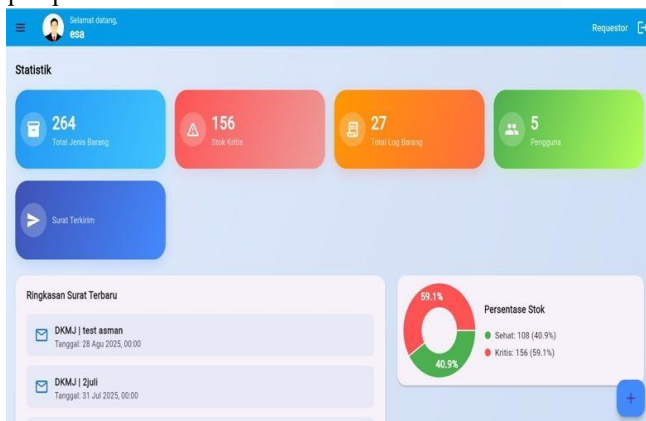 Selamat datang,
esa
Requestor
Statistik
264
Total Jenis Barang
156
Stok Kritis
27
Total Log Barang
5
Pengguna
Surat Terkirim
Ringkasan Surat Terbaru
DKMJ | test asman
Tanggal: 28 Agu 2025, 00:00
DKMJ | 2juli
Tanggal: 31 Jul 2025, 00:00
59.1%
40.9%
Persentase Stok
Sehat: 108 (40.9%)
Kritis: 156 (59.1%)
+